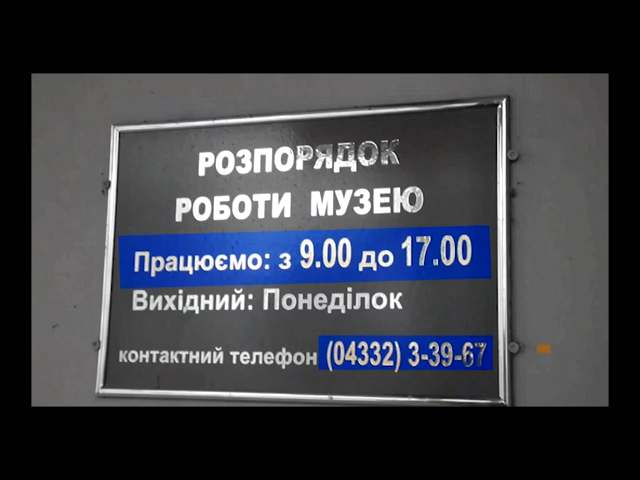 РОЗПОРЯДОК
РОБОТИ МУЗЕЮ
Працюємо: з 9.00 до 17.00
Вихідний: Понеділок
контактний телефон (04332) 3-39-67